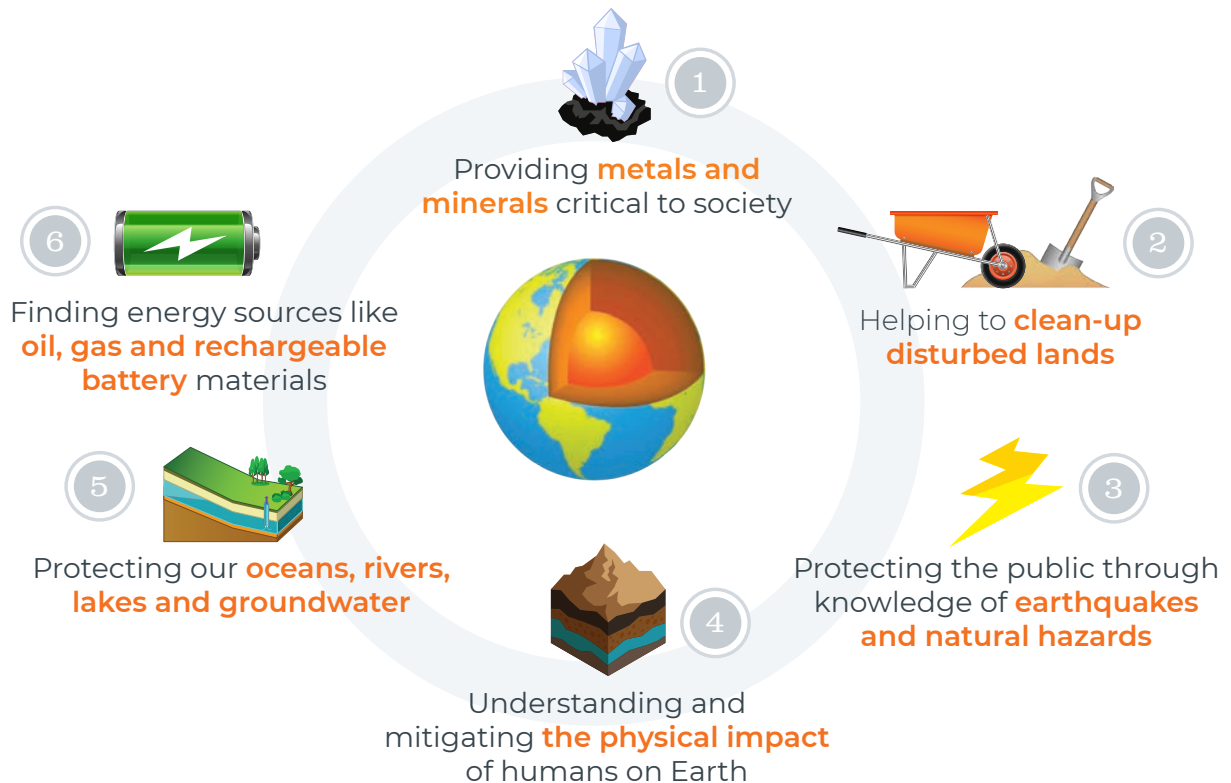 1
Providing metals and
minerals critical to society
2
Helping to clean-up
disturbed lands
3
Protecting the public through
knowledge of earthquakes
and natural hazards
4
Understanding and
mitigating the physical impact
of humans on Earth
5
Protecting our oceans, rivers,
lakes and groundwater
6
Finding energy sources like
oil, gas and rechargeable
battery materials